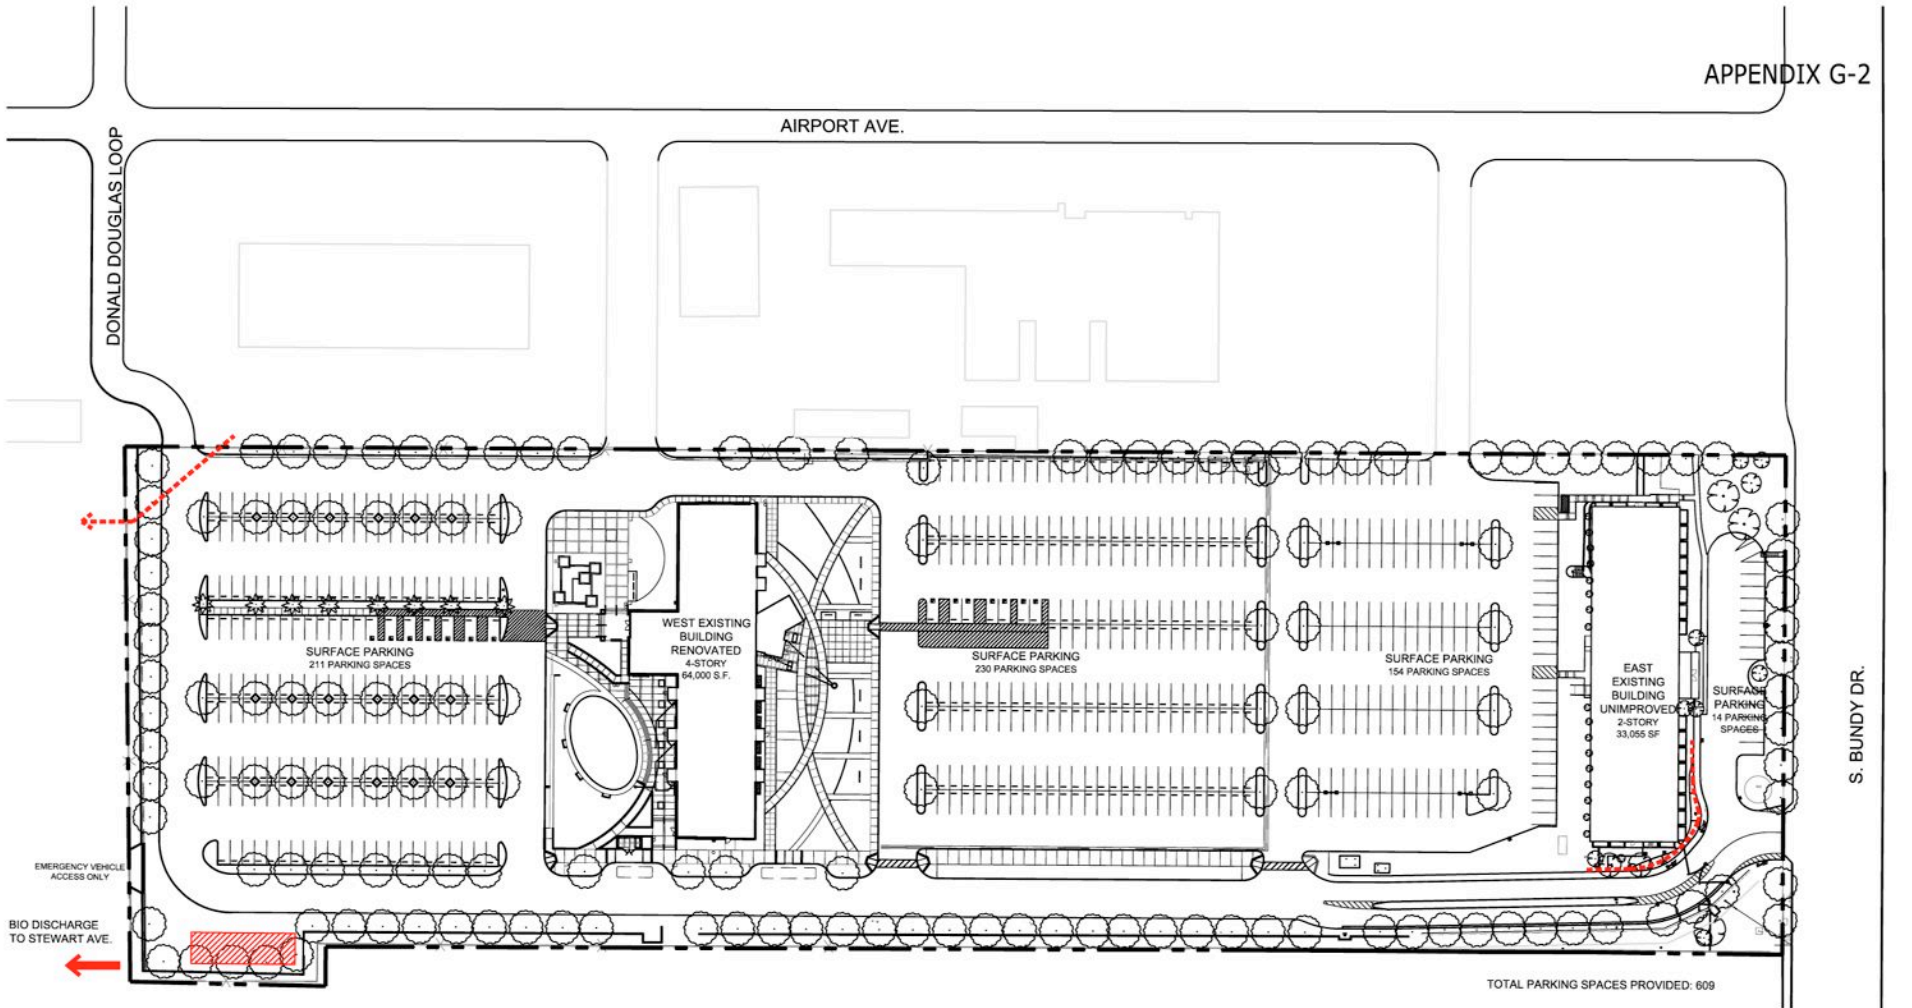 APPENDIX G-2
AIRPORT AVE.
DONALD DOUGLAS LOOP
WEST EXISTING
BUILDING
RENOVATED
4-STORY
64,000 S.F.
SURFACE PARKING
211 PARKING SPACES
SURFACE PARKING
230 PARKING SPACES
SURFACE PARKING
154 PARKING SPACES
EAST
EXISTING
BUILDING
UNIMPROVED
2-STORY
33,055 SF
SURFACE
PARKING
14 PARKING
SPACES
S. BUNDY DR.
EMERGENCY VEHICLE
ACCESS ONLY
BIO DISCHARGE
TO STEWART AVE.
TOTAL PARKING SPACES PROVIDED: 609